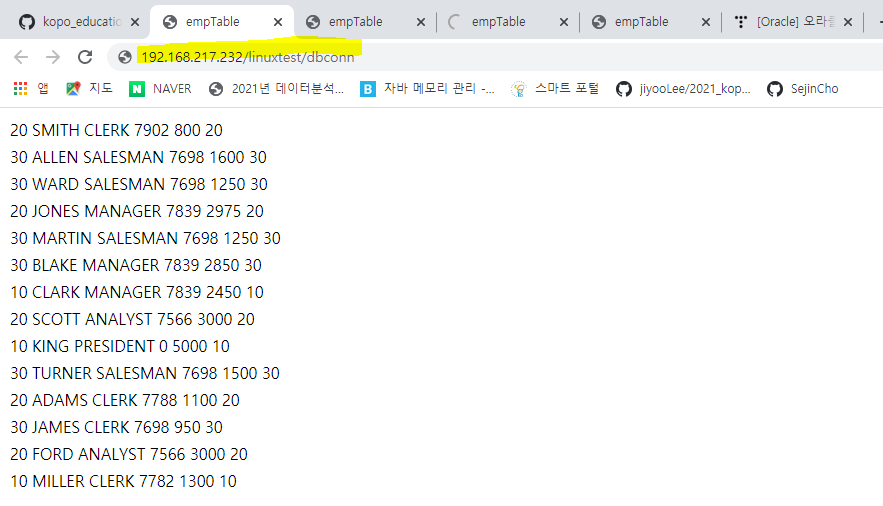 kopo_educatio
empTable
empTable
empTable
empTable
[Oracle] 오라클
192.168.217.232/linuxtest/dbconn
앱
지도
NAVER
2021년 데이터분석...
자바 메모리 관리 -...
스마트 포털
jiyooLee/2021_kop...
SejinCho
20 SMITH CLERK 7902 800 20
30 ALLEN SALESMAN 7698 1600 30
30 WARD SALESMAN 7698 1250 30
20 JONES MANAGER 7839 2975 20
30 MARTIN SALESMAN 7698 1250 30
30 BLAKE MANAGER 7839 2850 30
10 CLARK MANAGER 7839 2450 10
20 SCOTT ANALYST 7566 3000 20
10 KING PRESIDENT 0 5000 10
30 TURNER SALESMAN 7698 1500 30
20 ADAMS CLERK 7788 1100 20
30 JAMES CLERK 7698 950 30
20 FORD ANALYST 7566 3000 20
10 MILLER CLERK 7782 1300 10